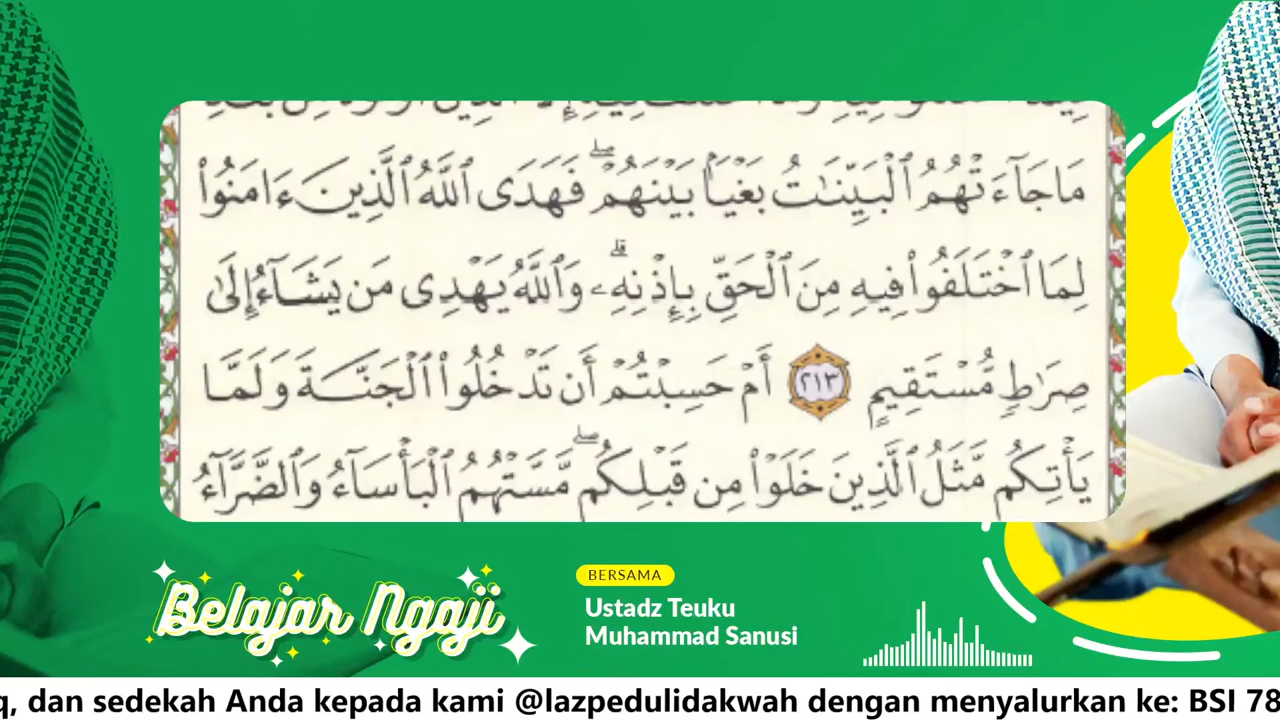 مَا جَآءَتْهُمُ ٱلْبَيِّنَٰتُ بَغْيًۢا بَيْنَهُمْ ۖ فَهَدَى ٱللَّهُ ٱلَّذِينَ ءَامَنُوا۟
لِمَا ٱخْتَلَفُوا۟ فِيهِ مِنَ ٱلْحَقِّ بِإِذْنِهِۦ ۗ وَٱللَّهُ يَهْدِى مَن يَشَآءُ إِلَىٰ
صِرَٰطٍ مُّسْتَقِيمٍ ٢١٣ أَمْ حَسِبْتُمْ أَن تَدْخُلُوا۟ ٱلْجَنَّةَ وَلَمَّا
يَأْتِكُم مَّثَلُ ٱلَّذِينَ خَلَوْا۟ مِن قَبْلِكُم ۖ مَّسَّتْهُمُ ٱلْبَأْسَآءُ وَٱلضَّرَّآءُ
Belajar Ngaji
BERSAMA
Ustadz Teuku
Muhammad Sanusi
q, dan sedekah Anda kepada kami @lazpedulidakwah dengan menyalurkan ke: BSI 78